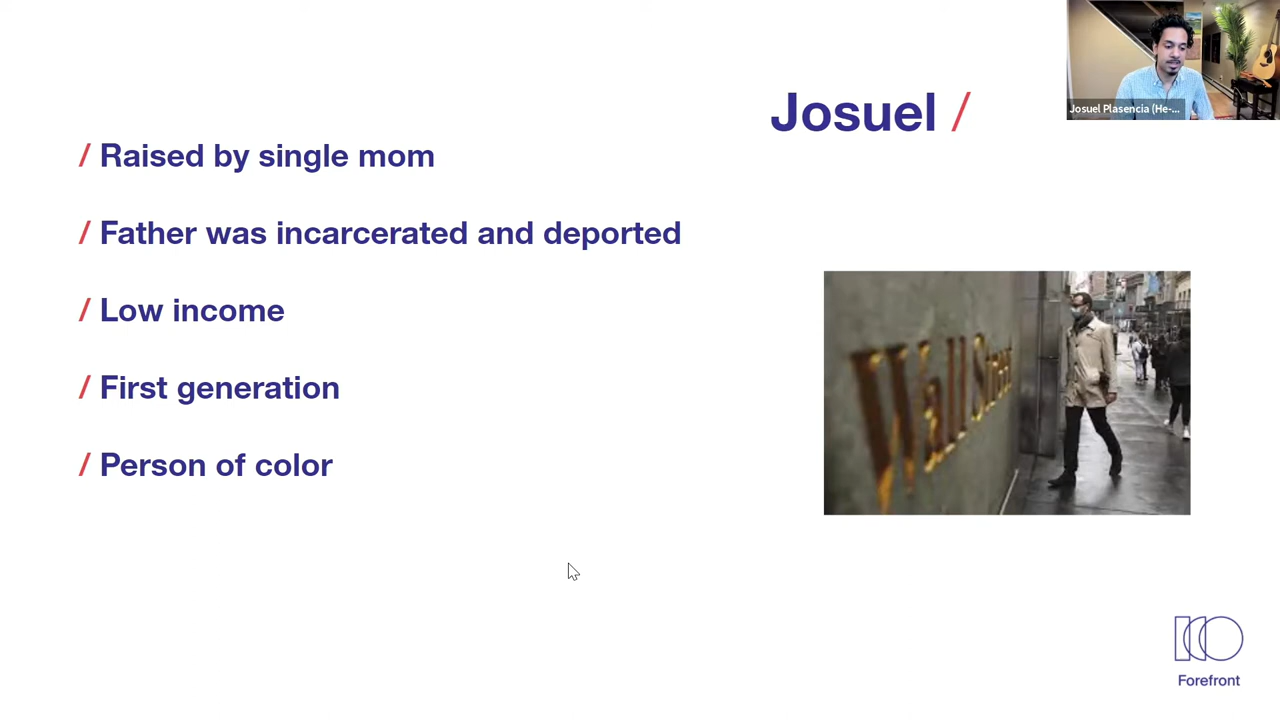 Josuel /
Josuel Plasencia (He-...
/ Raised by single mom
/ Father was incarcerated and deported
/ Low income
/ First generation
/ Person of color
Wall Street
Forefront